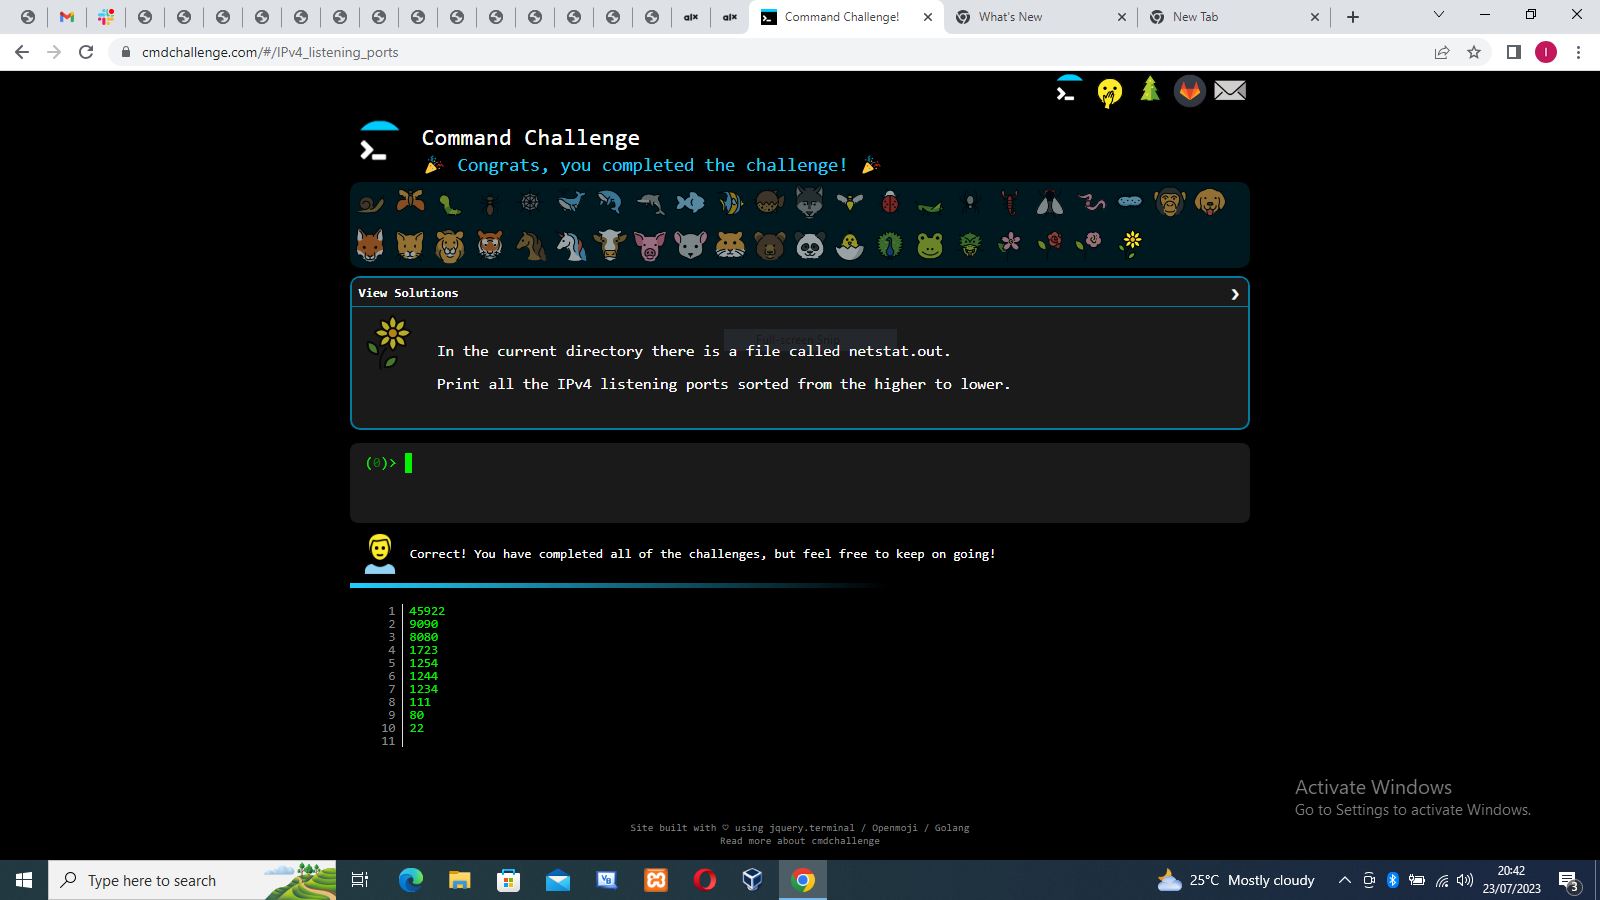 alx
alx
Command Challenge!
What's New
New Tab
cmdchallenge.com/#/IPv4_listening_ports
I
Command Challenge
Congrats, you completed the challenge!
View Solutions
Full-screen Snip
In the current directory there is a file called netstat.out.
Print all the IPv4 listening ports sorted from the higher to lower.
(0)>
Correct! You have completed all of the challenges, but feel free to keep on going!
1 45922
2 9090
3 8080
4 1723
5 1254
6 1244
7 1234
8 111
9 80
10 22
11
Activate Windows
Go to Settings to activate Windows.
Site built with ♡ using jquery.terminal / Openmoji / Golang
Read more about cmdchallenge
Type here to search
25°C Mostly cloudy
20:42
23/07/2023
3